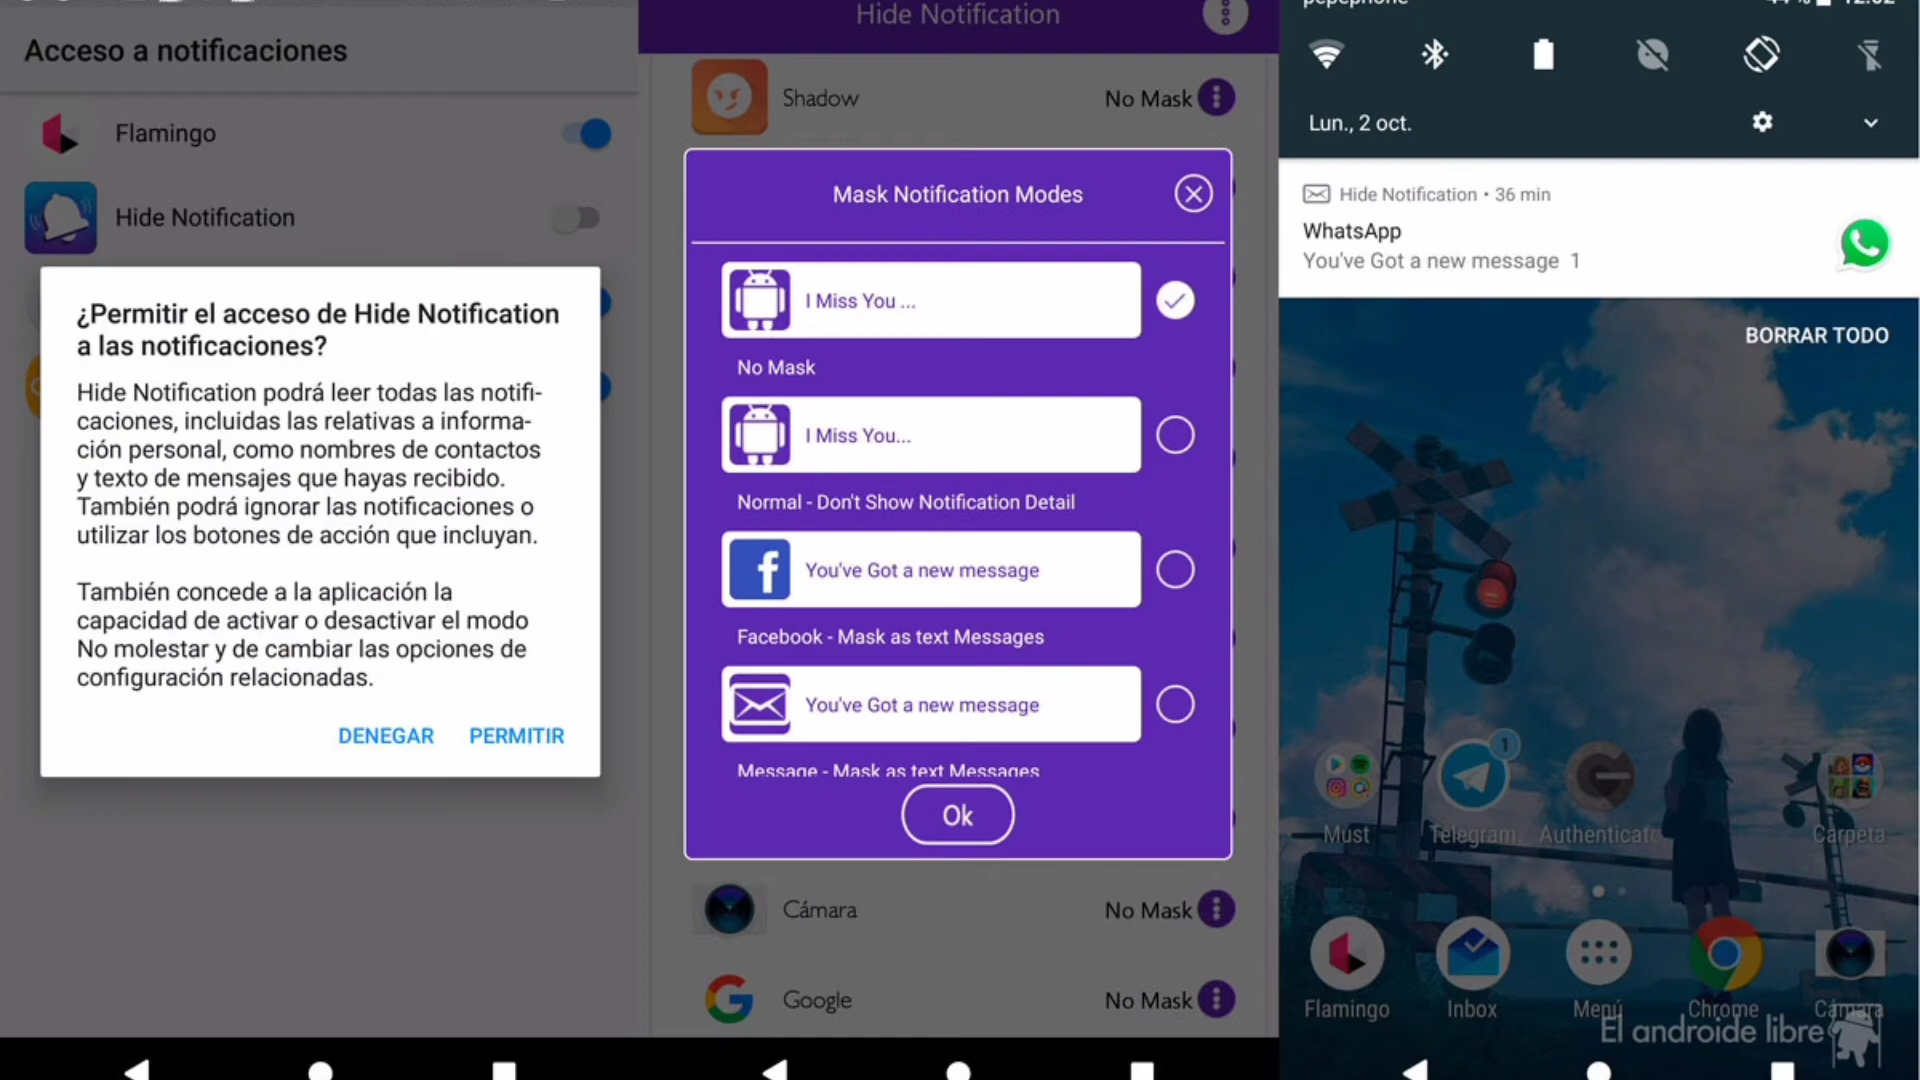 Acceso a notificaciones
Flamingo
Hide Notification
¿Permitir el acceso de Hide Notification
a las notificaciones?
Hide Notification podrá leer todas las notifi-
caciones, incluidas las relativas a informa-
ción personal, como nombres de contactos
y texto de mensajes que hayas recibido.
También podrá ignorar las notificaciones o
utilizar los botones de acción que incluyan.
También concede a la aplicación la
capacidad de activar o desactivar el modo
No molestar y de cambiar las opciones de
configuración relacionadas.
DENEGAR PERMITIR
Hide Notification
Shadow No Mask
Mask Notification Modes
I Miss You ...
No Mask
I Miss You...
Normal - Don't Show Notification Detail
You've Got a new message
Facebook - Mask as text Messages
You've Got a new message
Message - Mask as text Messages
Ok
Cámara No Mask
Google No Mask
pepephone
Lun., 2 oct.
Hide Notification • 36 min
WhatsApp
You've Got a new message 1
BORRAR TODO
1
Must Telegram Authenticato Carpeta
Flamingo Inbox Menú Chrome Cámara
El androide libre